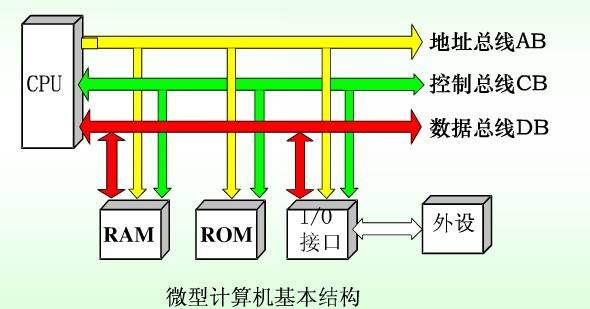 地址总线AB
CPU
控制总线CB
数据总线DB
RAM
ROM
I/O
接口
外设
微型计算机基本结构